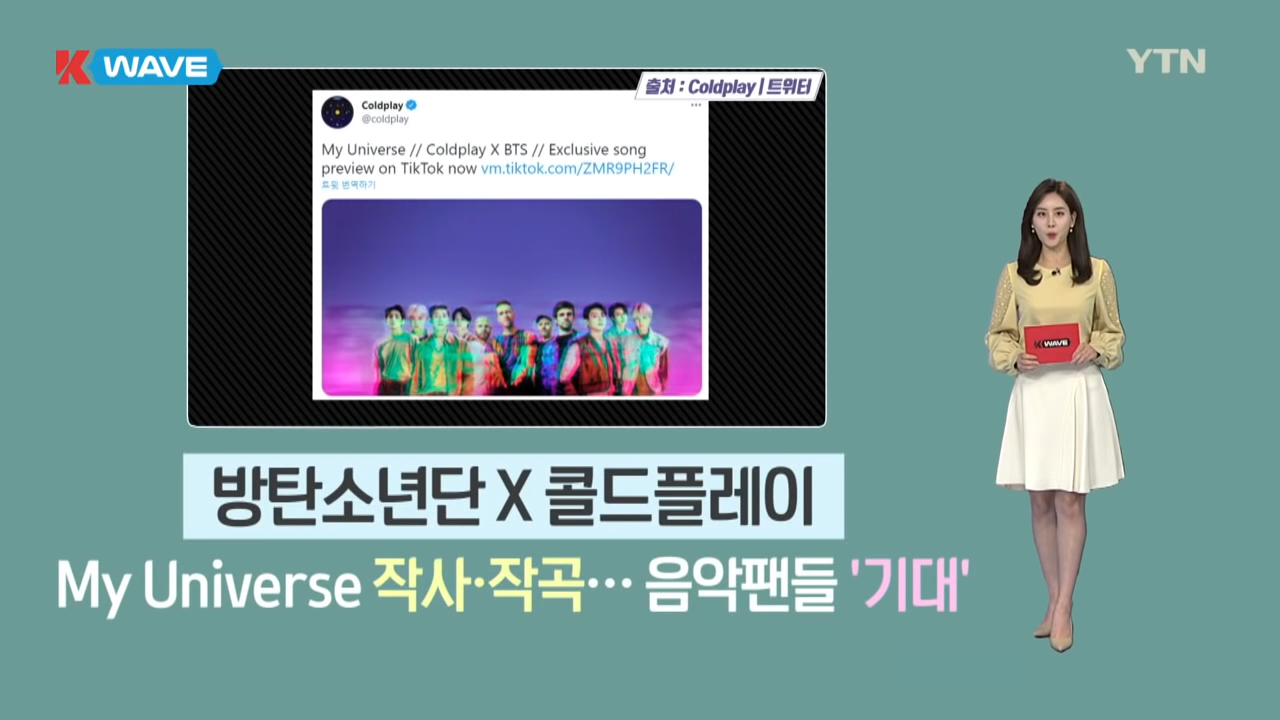 K WAVE
YTN
출처 : Coldplay | 트위터
Coldplay
@coldplay
My Universe // Coldplay X BTS // Exclusive song
preview on TikTok now vm.tiktok.com/ZMR9PH2FR/
트윗 번역하기
K WAVE
방탄소년단 X 콜드플레이
My Universe 작사·작곡… 음악팬들 '기대'